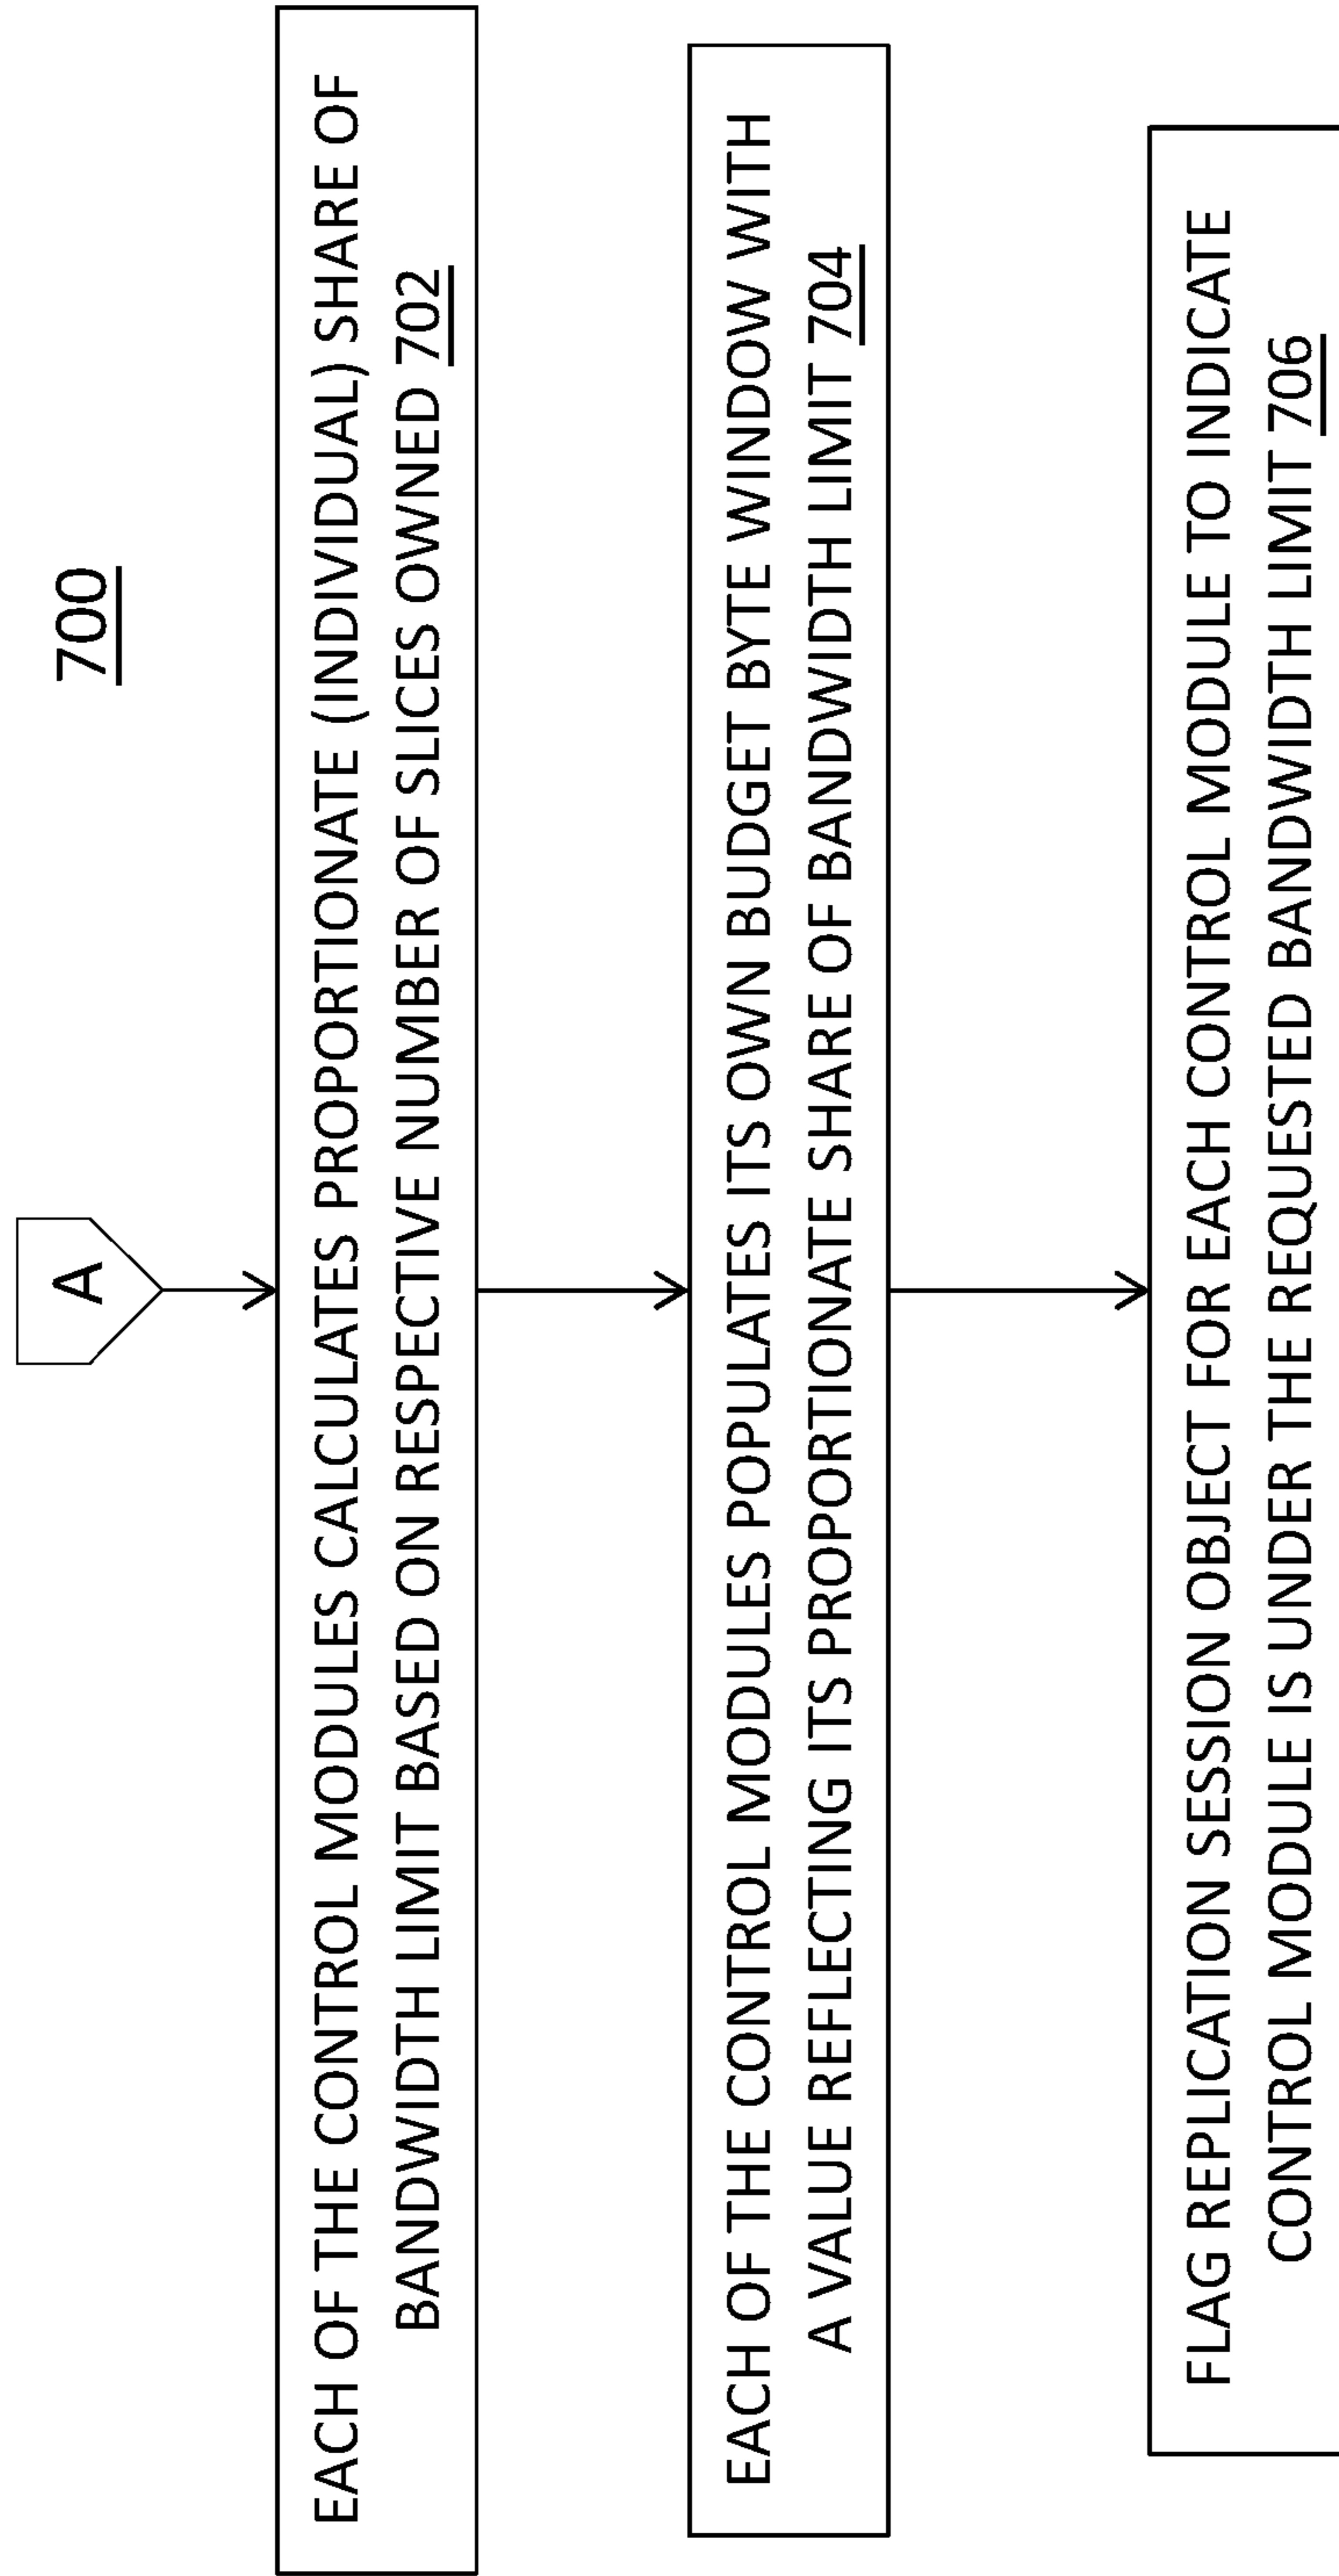 700
A
EACH OF THE CONTROL MODULES CALCULATES PROPORTIONATE (INDIVIDUAL) SHARE OF
BANDWIDTH LIMIT BASED ON RESPECTIVE NUMBER OF SLICES OWNED 702
EACH OF THE CONTROL MODULES POPULATES ITS OWN BUDGET BYTE WINDOW WITH
A VALUE REFLECTING ITS PROPORTIONATE SHARE OF BANDWIDTH LIMIT 704
FLAG REPLICATION SESSION OBJECT FOR EACH CONTROL MODULE TO INDICATE
CONTROL MODULE IS UNDER THE REQUESTED BANDWIDTH LIMIT 706